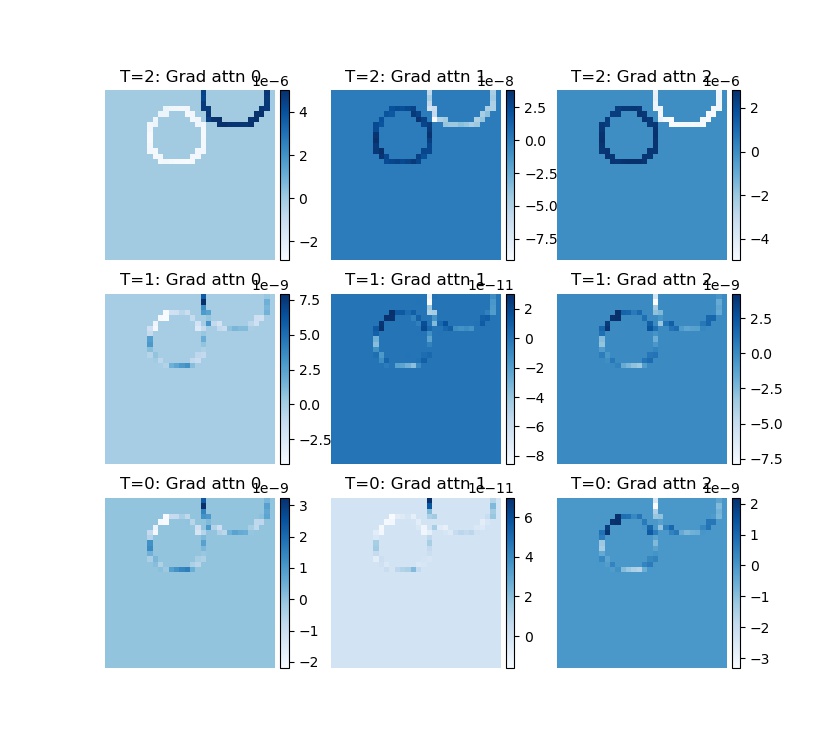 T=2: Grad attn 0
1e−6
4
2
0
−2
T=2: Grad attn 1
1e−8
2.5
0.0
−2.5
−5.0
−7.5
T=2: Grad attn 2
1e−6
2
0
−2
−4
T=1: Grad attn 0
1e−9
7.5
5.0
2.5
0.0
−2.5
T=1: Grad attn 1
1e−11
2
0
−2
−4
−6
−8
T=1: Grad attn 2
1e−9
2.5
0.0
−2.5
−5.0
−7.5
T=0: Grad attn 0
1e−9
3
2
1
0
−1
−2
T=0: Grad attn 1
1e−11
6
4
2
0
T=0: Grad attn 2
1e−9
2
1
0
−1
−2
−3